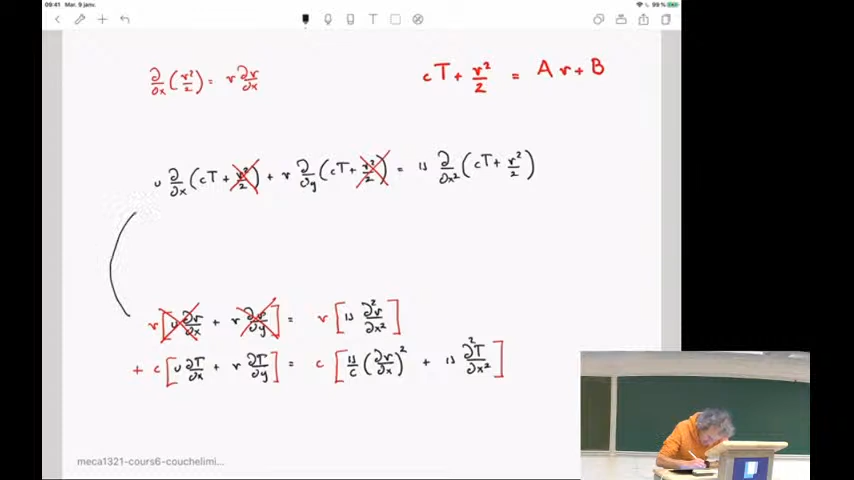 09:41 Mar. 9 janv.
99 %
∂/∂x (v²/2) = v ∂v/∂x
cT + v²/2 = A v + B
u ∂/∂x (cT + v²/2) + v ∂/∂y (cT + v²/2) = ν ∂/∂x² (cT + v²/2)
v [u ∂v/∂x + v ∂v/∂y] = v [ν ∂²v/∂x²]
+ c [u ∂T/∂x + v ∂T/∂y] = c [ν/c (∂v/∂x)² + ν ∂²T/∂x²]
meca1321-cours6-couchelimi...